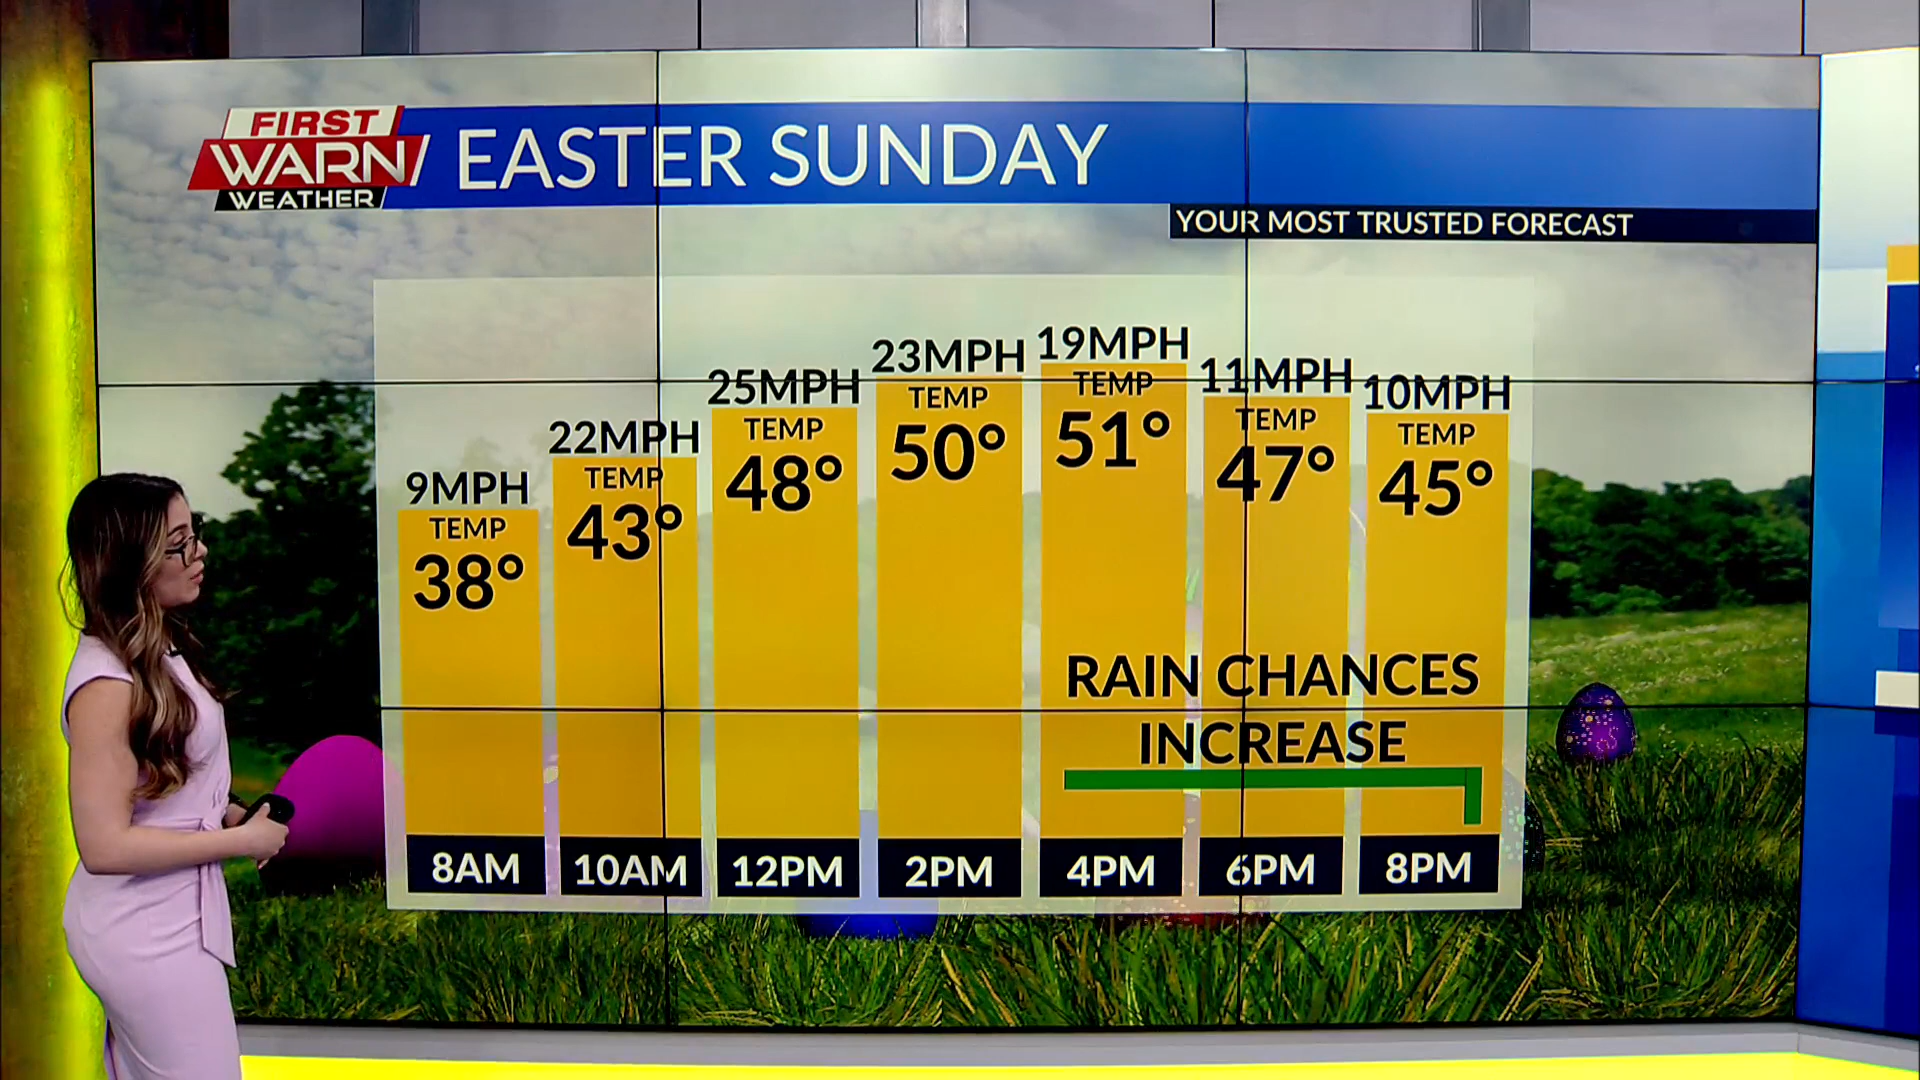 FIRST
WARN
WEATHER
EASTER SUNDAY
YOUR MOST TRUSTED FORECAST
9MPH
TEMP
38°
8AM
22MPH
TEMP
43°
10AM
25MPH
TEMP
48°
12PM
23MPH
TEMP
50°
2PM
19MPH
TEMP
51°
4PM
11MPH
TEMP
47°
6PM
10MPH
TEMP
45°
8PM
RAIN CHANCES
INCREASE